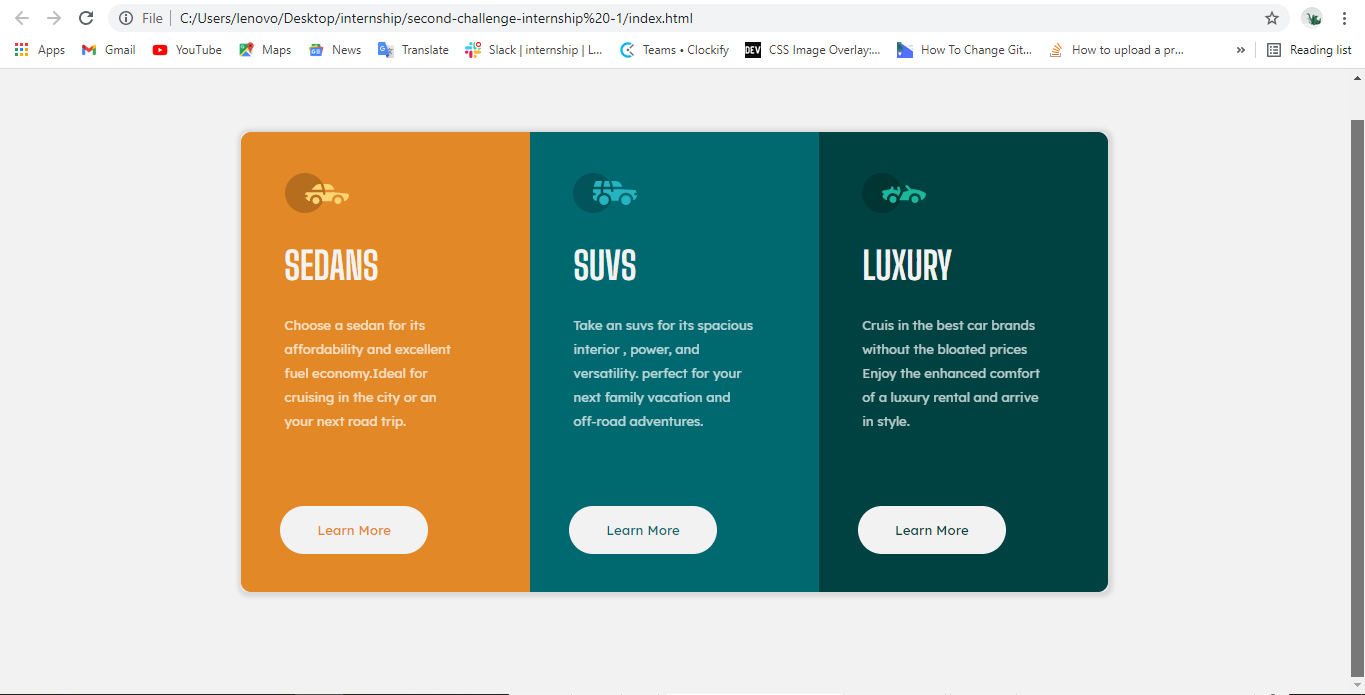 File | C:/Users/lenovo/Desktop/internship/second-challenge-internship%20-1/index.html
Apps Gmail YouTube Maps News Translate Slack | internship | L... Teams • Clockify DEV CSS Image Overlay:... How To Change Git... How to upload a pr... » Reading list
SEDANS
Choose a sedan for its
affordability and excellent
fuel economy.Ideal for
cruising in the city or an
your next road trip.
Learn More
SUVS
Take an suvs for its spacious
interior , power, and
versatility. perfect for your
next family vacation and
off-road adventures.
Learn More
LUXURY
Cruis in the best car brands
without the bloated prices
Enjoy the enhanced comfort
of a luxury rental and arrive
in style.
Learn More